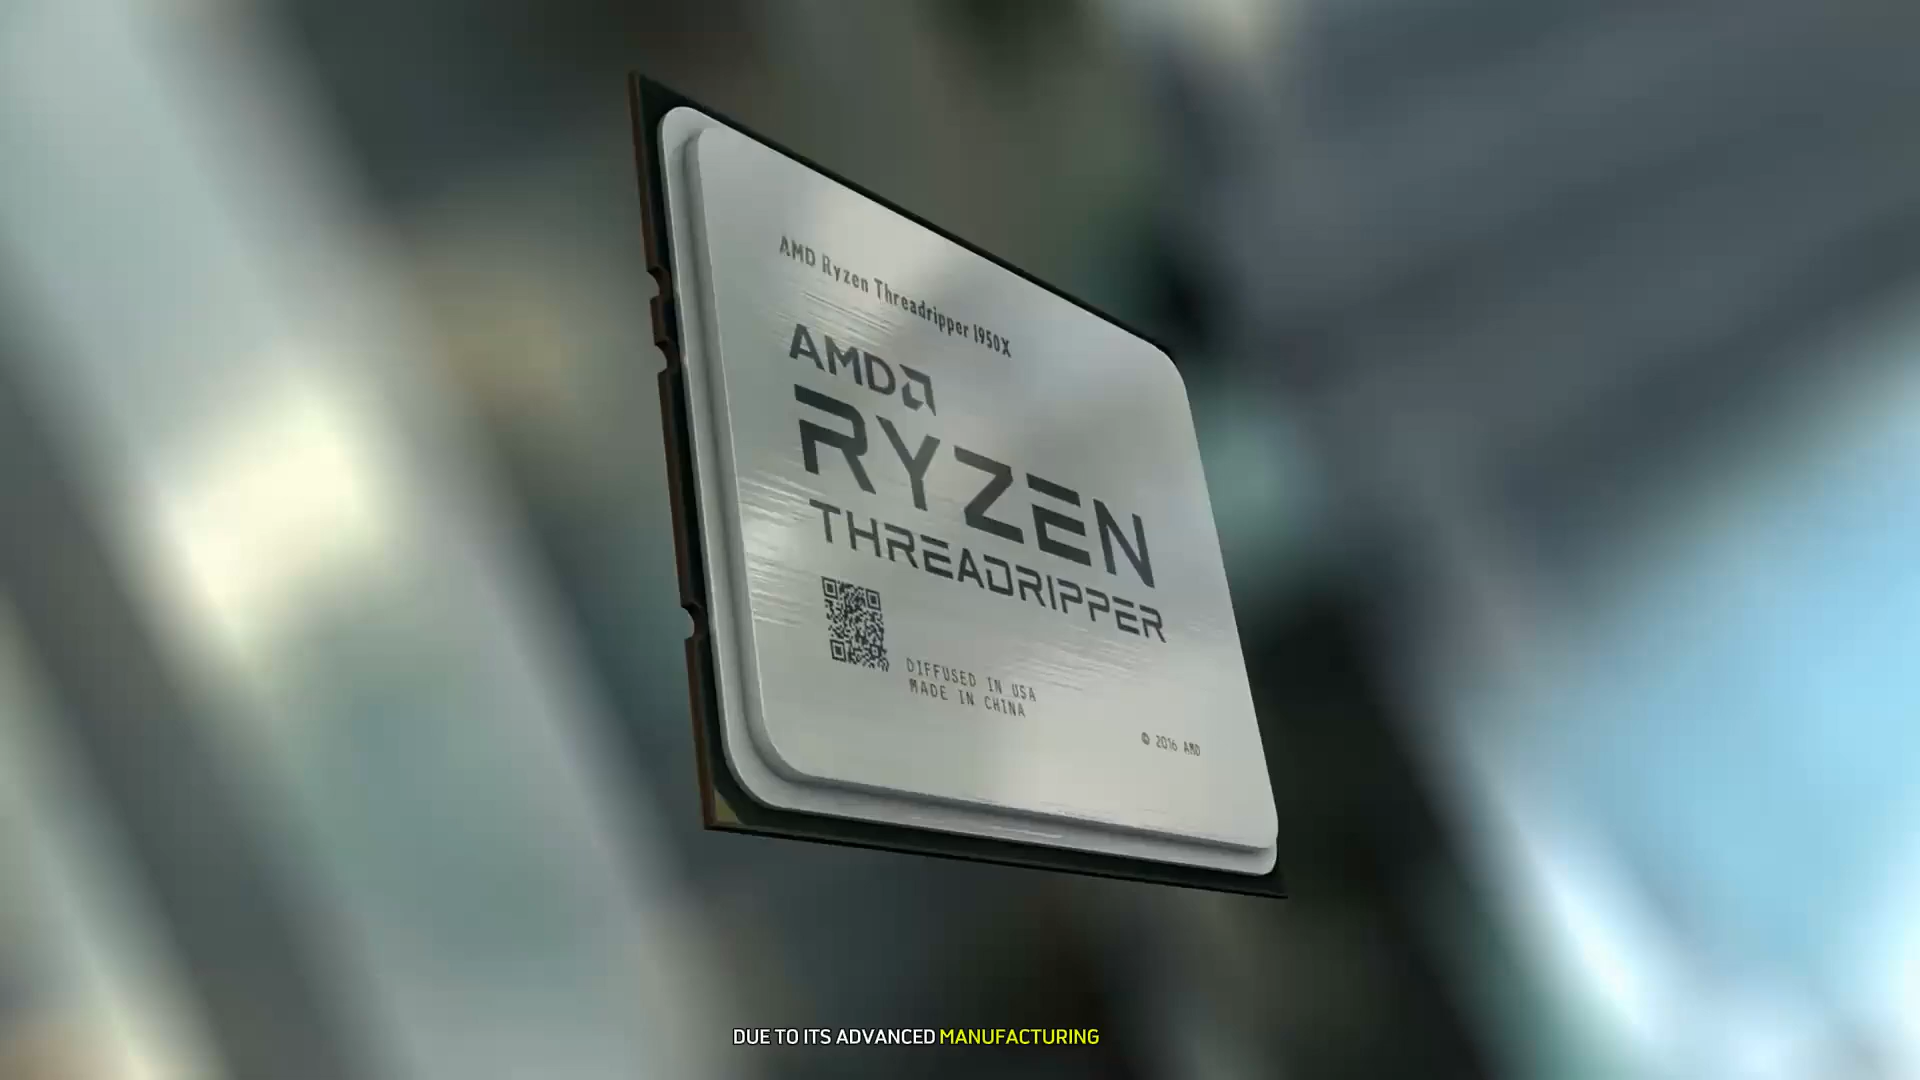 AMD Ryzen Threadripper 1950X
AMD
RYZEN
THREADRIPPER
DIFFUSED IN USA
MADE IN CHINA
© 2016 AMD
DUE TO ITS ADVANCED MANUFACTURING